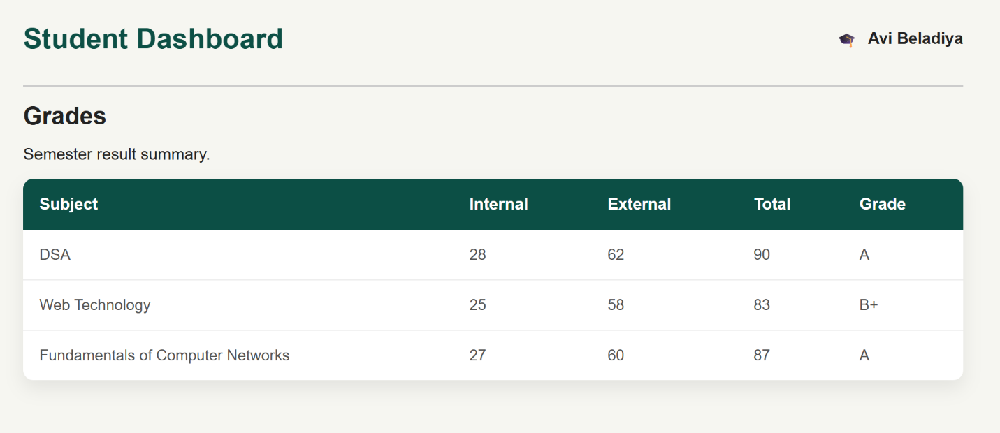 Student Dashboard
🎓 Avi Beladiya
Grades
Semester result summary.
Subject Internal External Total Grade
DSA 28 62 90 A
Web Technology 25 58 83 B+
Fundamentals of Computer Networks 27 60 87 A